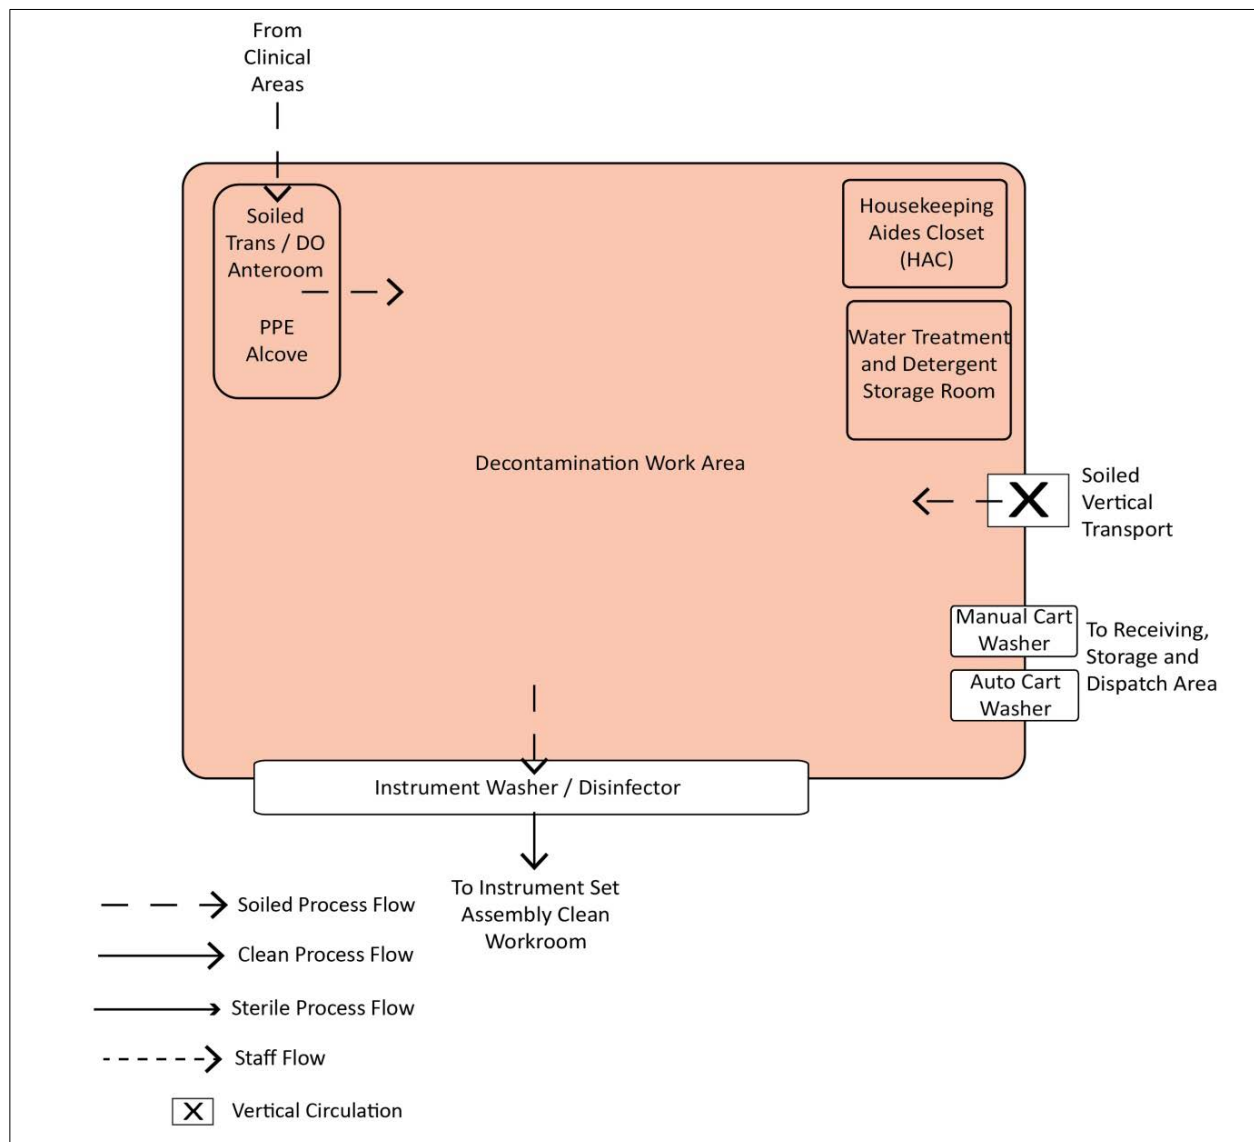 From
Clinical
Areas
Soiled
Trans / DO
Anteroom
PPE
Alcove
Housekeeping
Aides Closet
(HAC)
Water Treatment
and Detergent
Storage Room
Decontamination Work Area
X
Soiled
Vertical
Transport
Manual Cart
Washer
Auto Cart
Washer
To Receiving,
Storage and
Dispatch Area
Instrument Washer / Disinfector
To Instrument Set
Assembly Clean
Workroom
Soiled Process Flow
Clean Process Flow
Sterile Process Flow
Staff Flow
X
Vertical Circulation